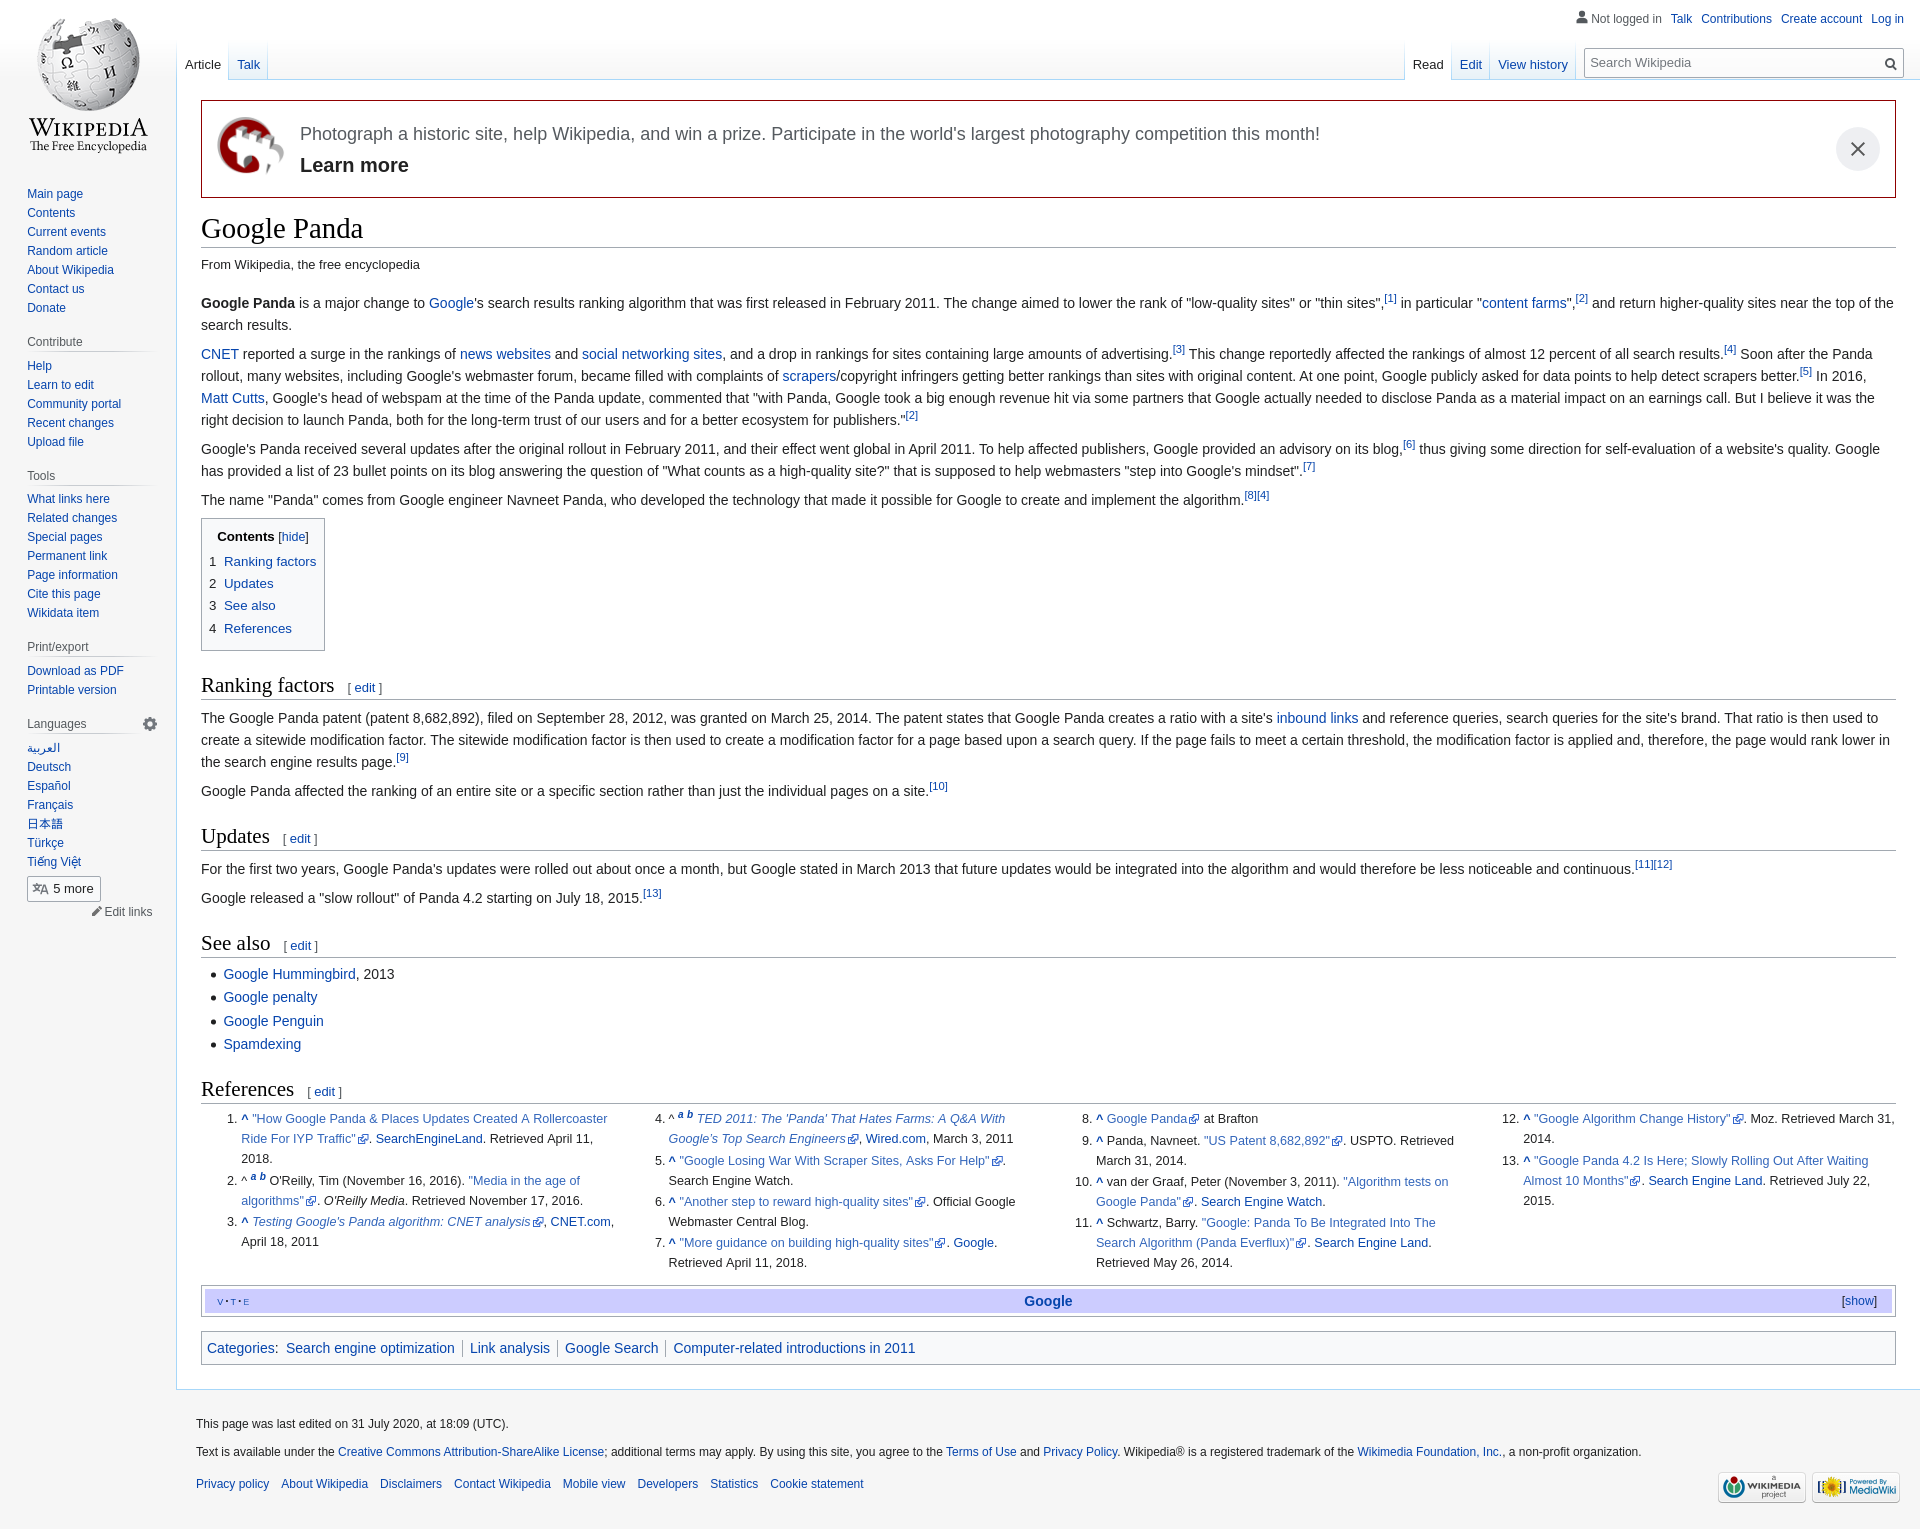 Not logged in Talk Contributions Create account Log in
Article Talk
Read Edit View history Search Wikipedia
WIKIPEDIA
The Free Encyclopedia
Main page
Contents
Current events
Random article
About Wikipedia
Contact us
Donate
Contribute
Help
Learn to edit
Community portal
Recent changes
Upload file
Tools
What links here
Related changes
Special pages
Permanent link
Page information
Cite this page
Wikidata item
Print/export
Download as PDF
Printable version
Languages
العربية
Deutsch
Español
Français
日本語
Türkçe
Tiếng Việt
5 more
Edit links
Photograph a historic site, help Wikipedia, and win a prize. Participate in the world's largest photography competition this month!
Learn more
Google Panda
From Wikipedia, the free encyclopedia
Google Panda is a major change to Google's search results ranking algorithm that was first released in February 2011. The change aimed to lower the rank of "low-quality sites" or "thin sites",[1] in particular "content farms",[2] and return higher-quality sites near the top of the
search results.
CNET reported a surge in the rankings of news websites and social networking sites, and a drop in rankings for sites containing large amounts of advertising.[3] This change reportedly affected the rankings of almost 12 percent of all search results.[4] Soon after the Panda
rollout, many websites, including Google's webmaster forum, became filled with complaints of scrapers/copyright infringers getting better rankings than sites with original content. At one point, Google publicly asked for data points to help detect scrapers better.[5] In 2016,
Matt Cutts, Google's head of webspam at the time of the Panda update, commented that "with Panda, Google took a big enough revenue hit via some partners that Google actually needed to disclose Panda as a material impact on an earnings call. But I believe it was the
right decision to launch Panda, both for the long-term trust of our users and for a better ecosystem for publishers."[2]
Google's Panda received several updates after the original rollout in February 2011, and their effect went global in April 2011. To help affected publishers, Google provided an advisory on its blog,[6] thus giving some direction for self-evaluation of a website's quality. Google
has provided a list of 23 bullet points on its blog answering the question of "What counts as a high-quality site?" that is supposed to help webmasters "step into Google's mindset".[7]
The name "Panda" comes from Google engineer Navneet Panda, who developed the technology that made it possible for Google to create and implement the algorithm.[8][4]
Contents [hide]
1 Ranking factors
2 Updates
3 See also
4 References
Ranking factors [ edit ]
The Google Panda patent (patent 8,682,892), filed on September 28, 2012, was granted on March 25, 2014. The patent states that Google Panda creates a ratio with a site's inbound links and reference queries, search queries for the site's brand. That ratio is then used to
create a sitewide modification factor. The sitewide modification factor is then used to create a modification factor for a page based upon a search query. If the page fails to meet a certain threshold, the modification factor is applied and, therefore, the page would rank lower in
the search engine results page.[9]
Google Panda affected the ranking of an entire site or a specific section rather than just the individual pages on a site.[10]
Updates [ edit ]
For the first two years, Google Panda's updates were rolled out about once a month, but Google stated in March 2013 that future updates would be integrated into the algorithm and would therefore be less noticeable and continuous.[11][12]
Google released a "slow rollout" of Panda 4.2 starting on July 18, 2015.[13]
See also [ edit ]
Google Hummingbird, 2013
Google penalty
Google Penguin
Spamdexing
References [ edit ]
1. ^ "How Google Panda & Places Updates Created A Rollercoaster
Ride For IYP Traffic". SearchEngineLand. Retrieved April 11,
2018.
2. ^ a b O'Reilly, Tim (November 16, 2016). "Media in the age of
algorithms". O'Reilly Media. Retrieved November 17, 2016.
3. ^ Testing Google's Panda algorithm: CNET analysis, CNET.com,
April 18, 2011
4. ^ a b TED 2011: The 'Panda' That Hates Farms: A Q&A With
Google's Top Search Engineers, Wired.com, March 3, 2011
5. ^ "Google Losing War With Scraper Sites, Asks For Help".
Search Engine Watch.
6. ^ "Another step to reward high-quality sites". Official Google
Webmaster Central Blog.
7. ^ "More guidance on building high-quality sites". Google.
Retrieved April 11, 2018.
8. ^ Google Panda at Brafton
9. ^ Panda, Navneet. "US Patent 8,682,892". USPTO. Retrieved
March 31, 2014.
10. ^ van der Graaf, Peter (November 3, 2011). "Algorithm tests on
Google Panda". Search Engine Watch.
11. ^ Schwartz, Barry. "Google: Panda To Be Integrated Into The
Search Algorithm (Panda Everflux)". Search Engine Land.
Retrieved May 26, 2014.
12. ^ "Google Algorithm Change History". Moz. Retrieved March 31,
2014.
13. ^ "Google Panda 4.2 Is Here; Slowly Rolling Out After Waiting
Almost 10 Months". Search Engine Land. Retrieved July 22,
2015.
V·T·E Google [show]
Categories: Search engine optimization | Link analysis | Google Search | Computer-related introductions in 2011
This page was last edited on 31 July 2020, at 18:09 (UTC).
Text is available under the Creative Commons Attribution-ShareAlike License; additional terms may apply. By using this site, you agree to the Terms of Use and Privacy Policy. Wikipedia® is a registered trademark of the Wikimedia Foundation, Inc., a non-profit organization.
Privacy policy About Wikipedia Disclaimers Contact Wikipedia Mobile view Developers Statistics Cookie statement
a
WIKIMEDIA
project
Powered By
MediaWiki